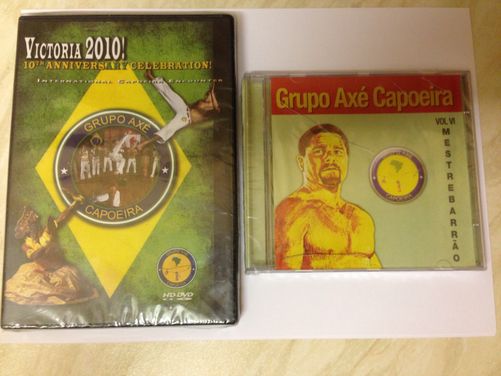 VICTORIA 2010!
10TH ANNIVERSARY CELEBRATION!
INTERNATIONAL CAPOEIRA ENCOUNTER
GRUPO AXÉ
CAPOEIRA
HD-DVD
Grupo Axé Capoeira
VOL VI
MESTRE BARRÃO